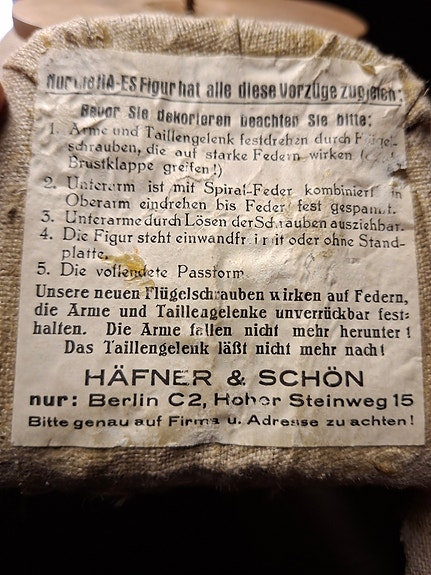 Nur die HA-ES Figur hat alle diese Vorzüge zugleich:
Bevor Sie dekorieren beachten Sie bitte:
1. Arme und Taillengelenk festdrehen durch Flügel-
schrauben, die auf starke Federn wirken
Brustklappe greifen!)
2. Unterarm ist mit Spiral-Feder kombiniert in
Oberarm eindrehen bis Feder fest gespannt.
3. Unterarme durch Lösen der Schrauben ausziehbar.
4. Die Figur steht einwandfrei mit oder ohne Stand-
platte.
5. Die vollendete Passform
Unsere neuen Flügelschrauben wirken auf Federn,
die Arme und Taillengelenke unverrückbar fest-
halten. Die Arme fallen nicht mehr herunter!
Das Taillengelenk läßt nicht mehr nach!
HÄFNER & SCHÖN
nur: Berlin C2, Hoher Steinweg 15
Bitte genau auf Firma u. Adresse zu achten!